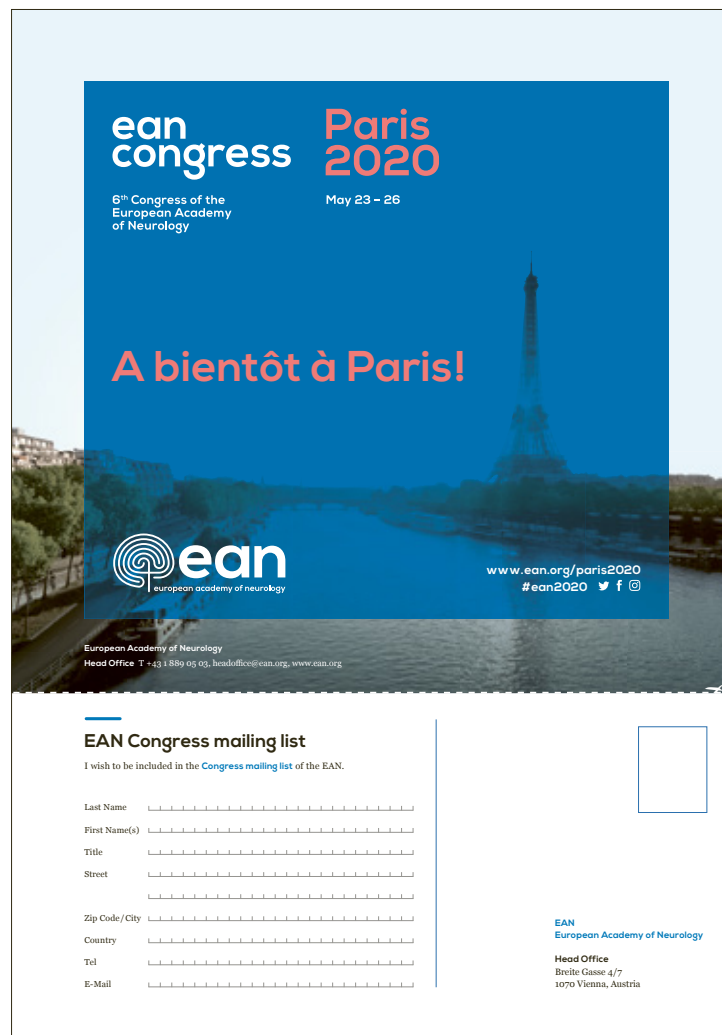 ean
congress
Paris
2020
6th Congress of the
European Academy
of Neurology
May 23 – 26
A bientôt à Paris!
ean
european academy of neurology
www.ean.org/paris2020
#ean2020
European Academy of Neurology
Head Office T +43 1 889 05 03, headoffice@ean.org, www.ean.org
EAN Congress mailing list
I wish to be included in the Congress mailing list of the EAN.
Last Name
First Name(s)
Title
Street
Zip Code/City
Country
Tel
E-Mail
EAN
European Academy of Neurology
Head Office
Breite Gasse 4/7
1070 Vienna, Austria